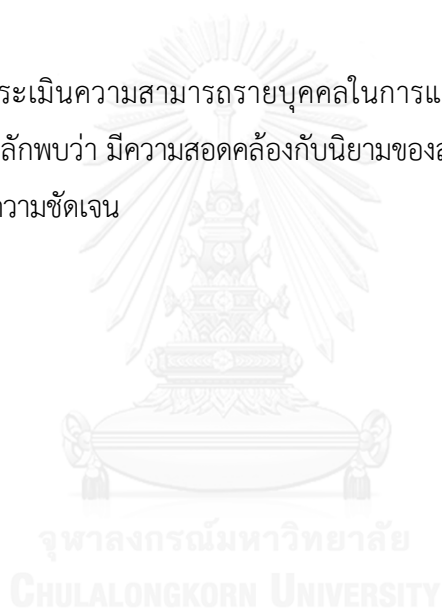 ระเมินความสามารถรายบุคคลในการแ
ลักพบว่า มีความสอดคล้องกับนิยามของส
ความชัดเจน
จุฬาลงกรณ์มหาวิทยาลัย
CHULALONGKORN UNIVERSITY